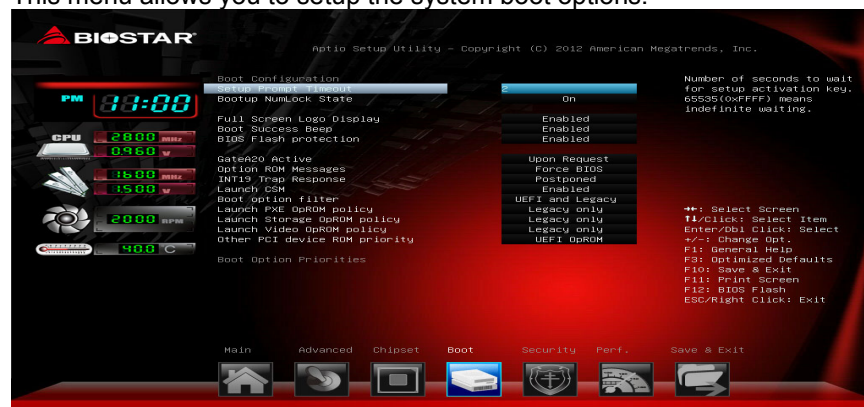 This menu allows you to setup the system boot options.
BIOSTAR
Aptio Setup Utility – Copyright (C) 2012 American Megatrends, Inc.
Boot Configuration
Setup Prompt Timeout 2
Bootup NumLock State On
Full Screen Logo Display Enabled
Boot Success Beep Enabled
BIOS Flash protection Enabled
GateA20 Active Upon Request
Option ROM Messages Force BIOS
INT19 Trap Response Postponed
Launch CSM Enabled
Boot option filter UEFI and Legacy
Launch PXE OpROM policy Legacy only
Launch Storage OpROM policy Legacy only
Launch Video OpROM policy Legacy only
Other PCI device ROM priority UEFI OpROM
Boot Option Priorities
Number of seconds to wait
for setup activation key.
65535(0xFFFF) means
indefinite waiting.
→←: Select Screen
↑↓/Click: Select Item
Enter/Dbl Click: Select
+/-: Change Opt.
F1: General Help
F3: Optimized Defaults
F10: Save & Exit
F11: Print Screen
F12: BIOS Flash
ESC/Right Click: Exit
PM 11:00
CPU 2800 MHz
0.960 v
1600 MHz
1.500 v
2000 RPM
40.0 C
Main Advanced Chipset Boot Security Perf. Save & Exit